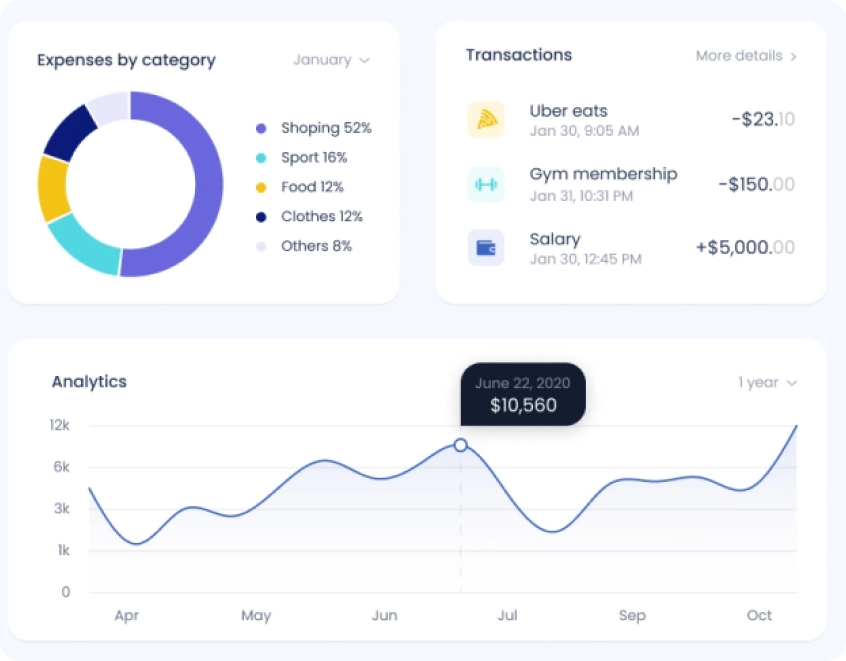 Expenses by category
January
Shoping 52%
Sport 16%
Food 12%
Clothes 12%
Others 8%
Transactions
More details
Uber eats
-$23.10
Jan 30, 9:05 AM
Gym membership
-$150.00
Jan 31, 10:31 PM
Salary
+$5,000.00
Jan 30, 12:45 PM
Analytics
1 year
June 22, 2020
$10,560
12k
6k
3k
1k
0
Apr
May
Jun
Jul
Sep
Oct